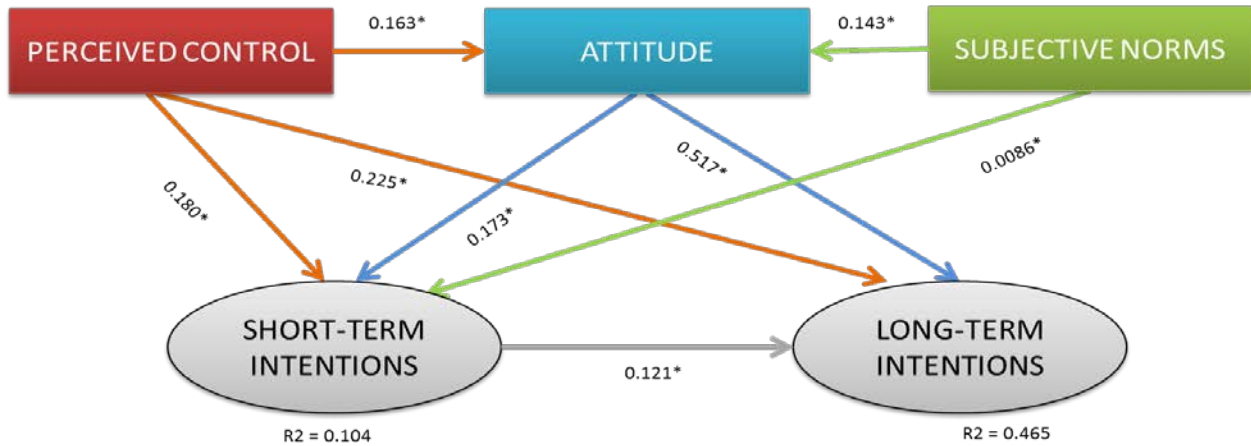 0.163*
0.143*
PERCEIVED CONTROL
ATTITUDE
SUBJECTIVE NORMS
0.180*
0.225*
0.173*
0.517*
0.0086*
SHORT-TERM
INTENTIONS
LONG-TERM
INTENTIONS
0.121*
R2 = 0.104
R2 = 0.465